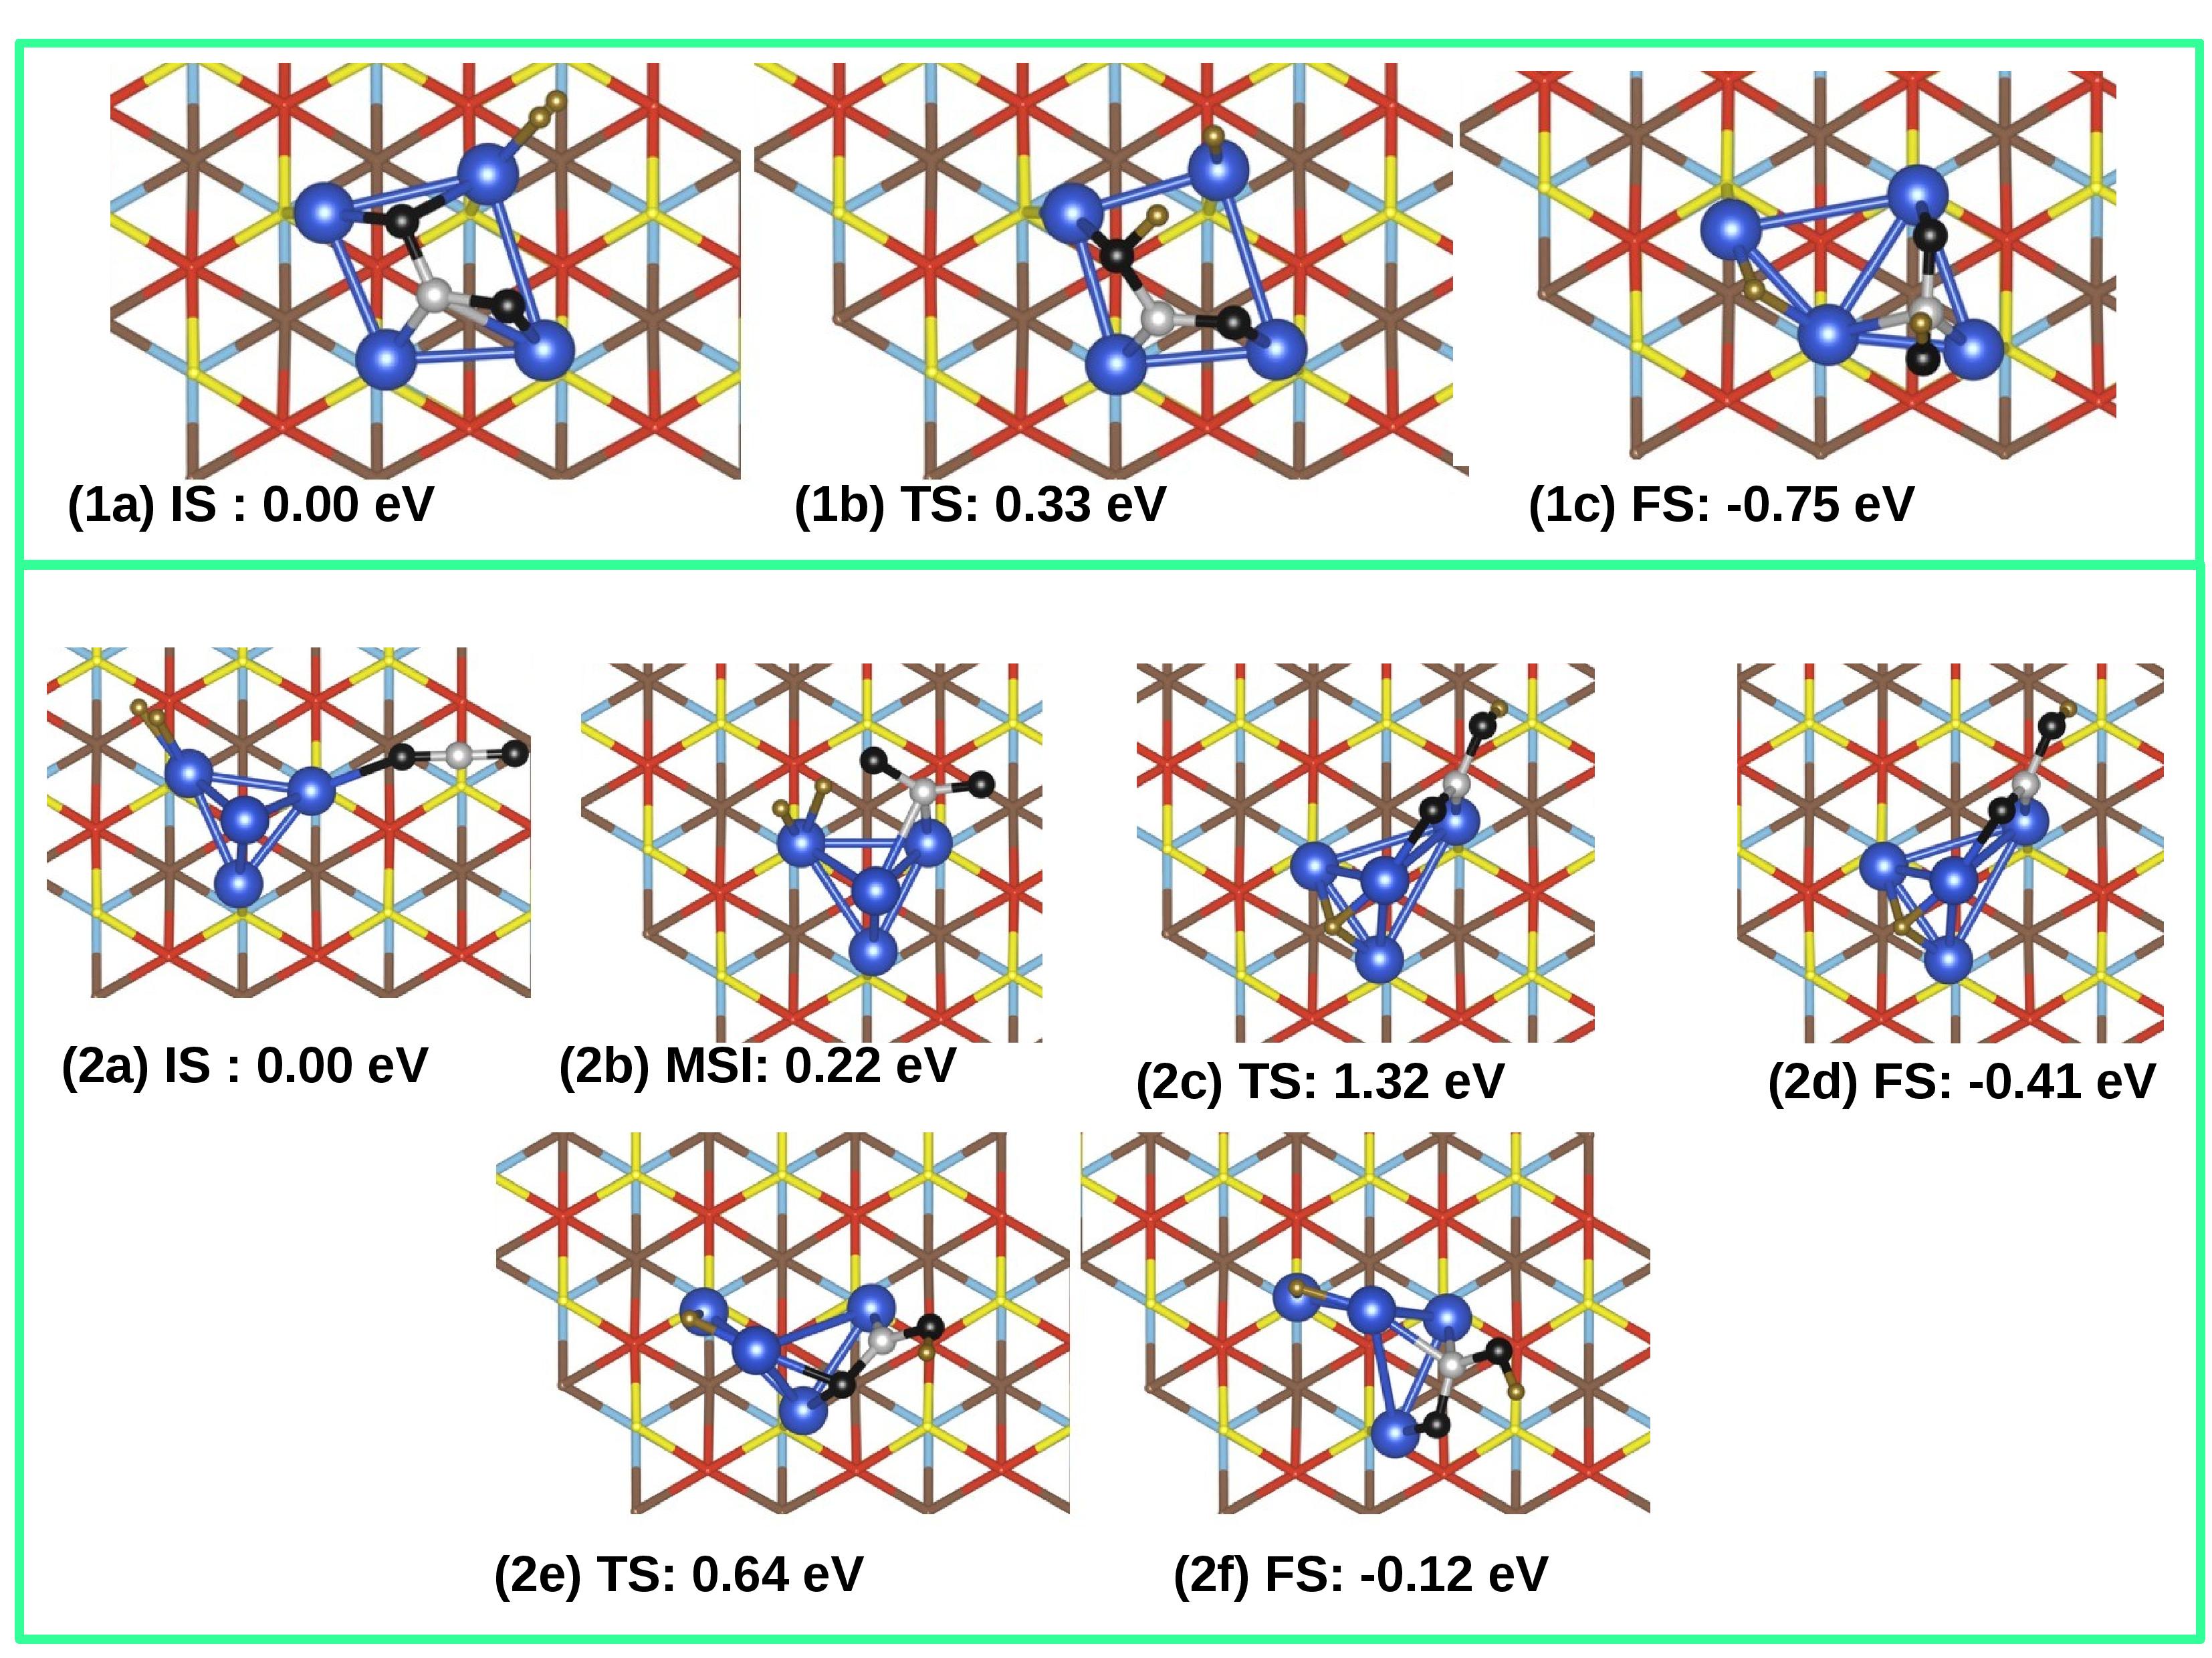 (1a) IS : 0.00 eV
(1b) TS: 0.33 eV
(1c) FS: -0.75 eV
(2a) IS : 0.00 eV
(2b) MSI: 0.22 eV
(2c) TS: 1.32 eV
(2d) FS: -0.41 eV
(2e) TS: 0.64 eV
(2f) FS: -0.12 eV